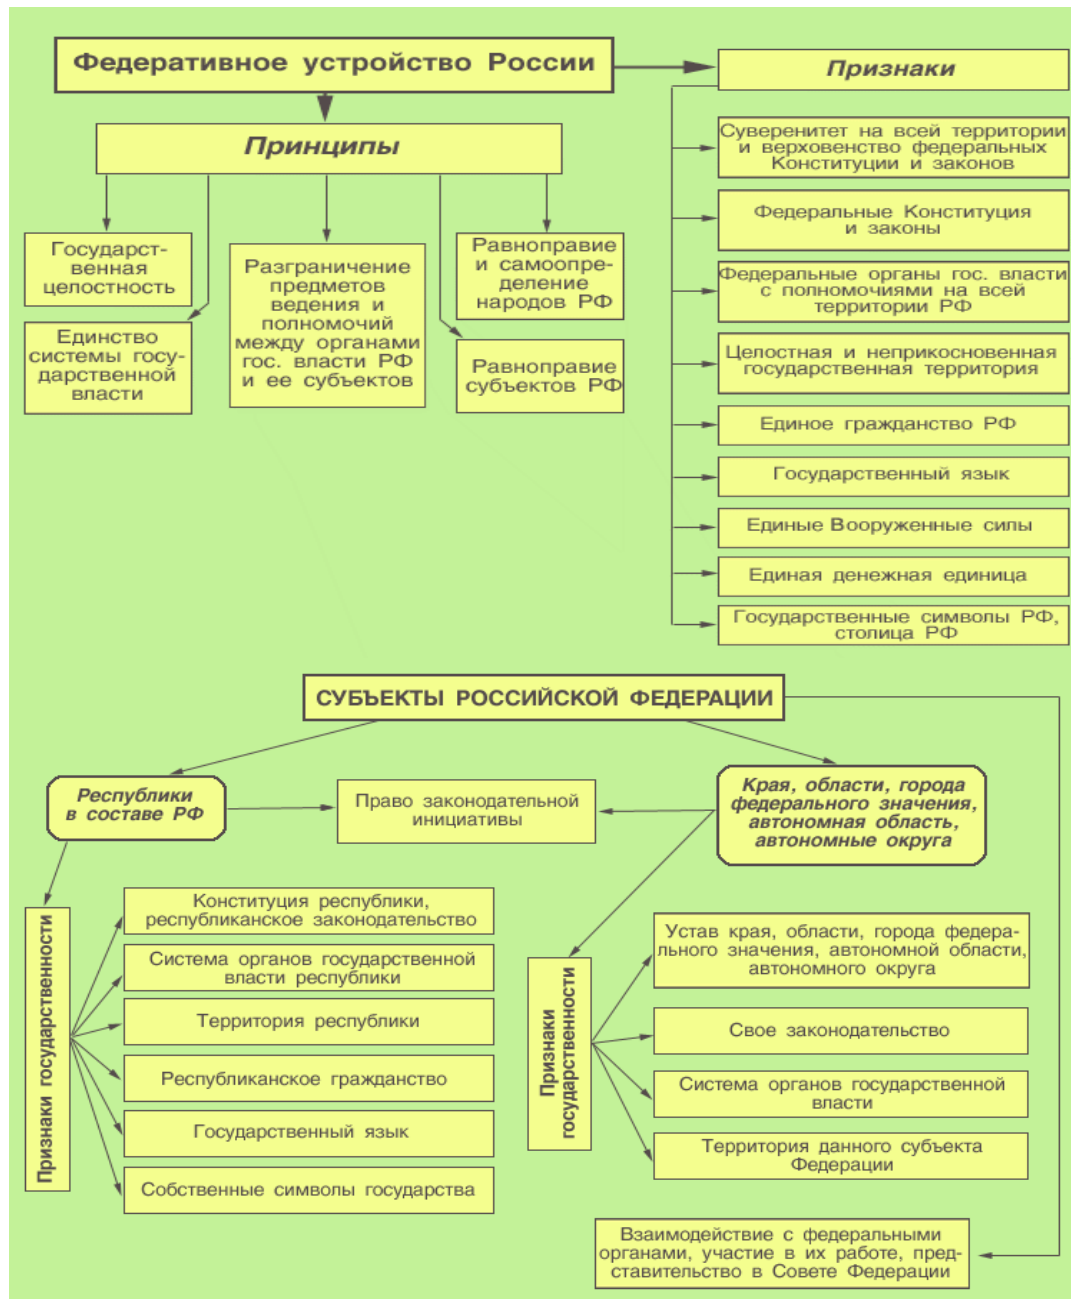 Федеративное устройство России
Признаки
Принципы
Суверенитет на всей территории
и верховенство федеральных
Конституции и законов
Федеральные Конституция
и законы
Федеральные органы гос. власти
с полномочиями на всей
территории РФ
Целостная и неприкосновенная
государственная территория
Единое гражданство РФ
Государственный язык
Единые Вооруженные силы
Единая денежная единица
Государственные символы РФ,
столица РФ
Государст-
венная
целостность
Единство
системы госу-
дарственной
власти
Разграничение
предметов
ведения и
полномочий
между органами
гос. власти РФ
и ее субъектов
Равноправие
и самоопре-
деление
народов РФ
Равноправие
субъектов РФ
СУБЪЕКТЫ РОССИЙСКОЙ ФЕДЕРАЦИИ
Республики
в составе РФ
Право законодательной
инициативы
Края, области, города
федерального значения,
автономная область,
автономные округа
Признаки государственности
Конституция республики,
республиканское законодательство
Система органов государственной
власти республики
Территория республики
Республиканское гражданство
Государственный язык
Собственные символы государства
Признаки
государственности
Устав края, области, города федера-
льного значения, автономной области,
автономного округа
Свое законодательство
Система органов государственной
власти
Территория данного субъекта
Федерации
Взаимодействие с федеральными
органами, участие в их работе, пред-
ставительство в Совете Федерации